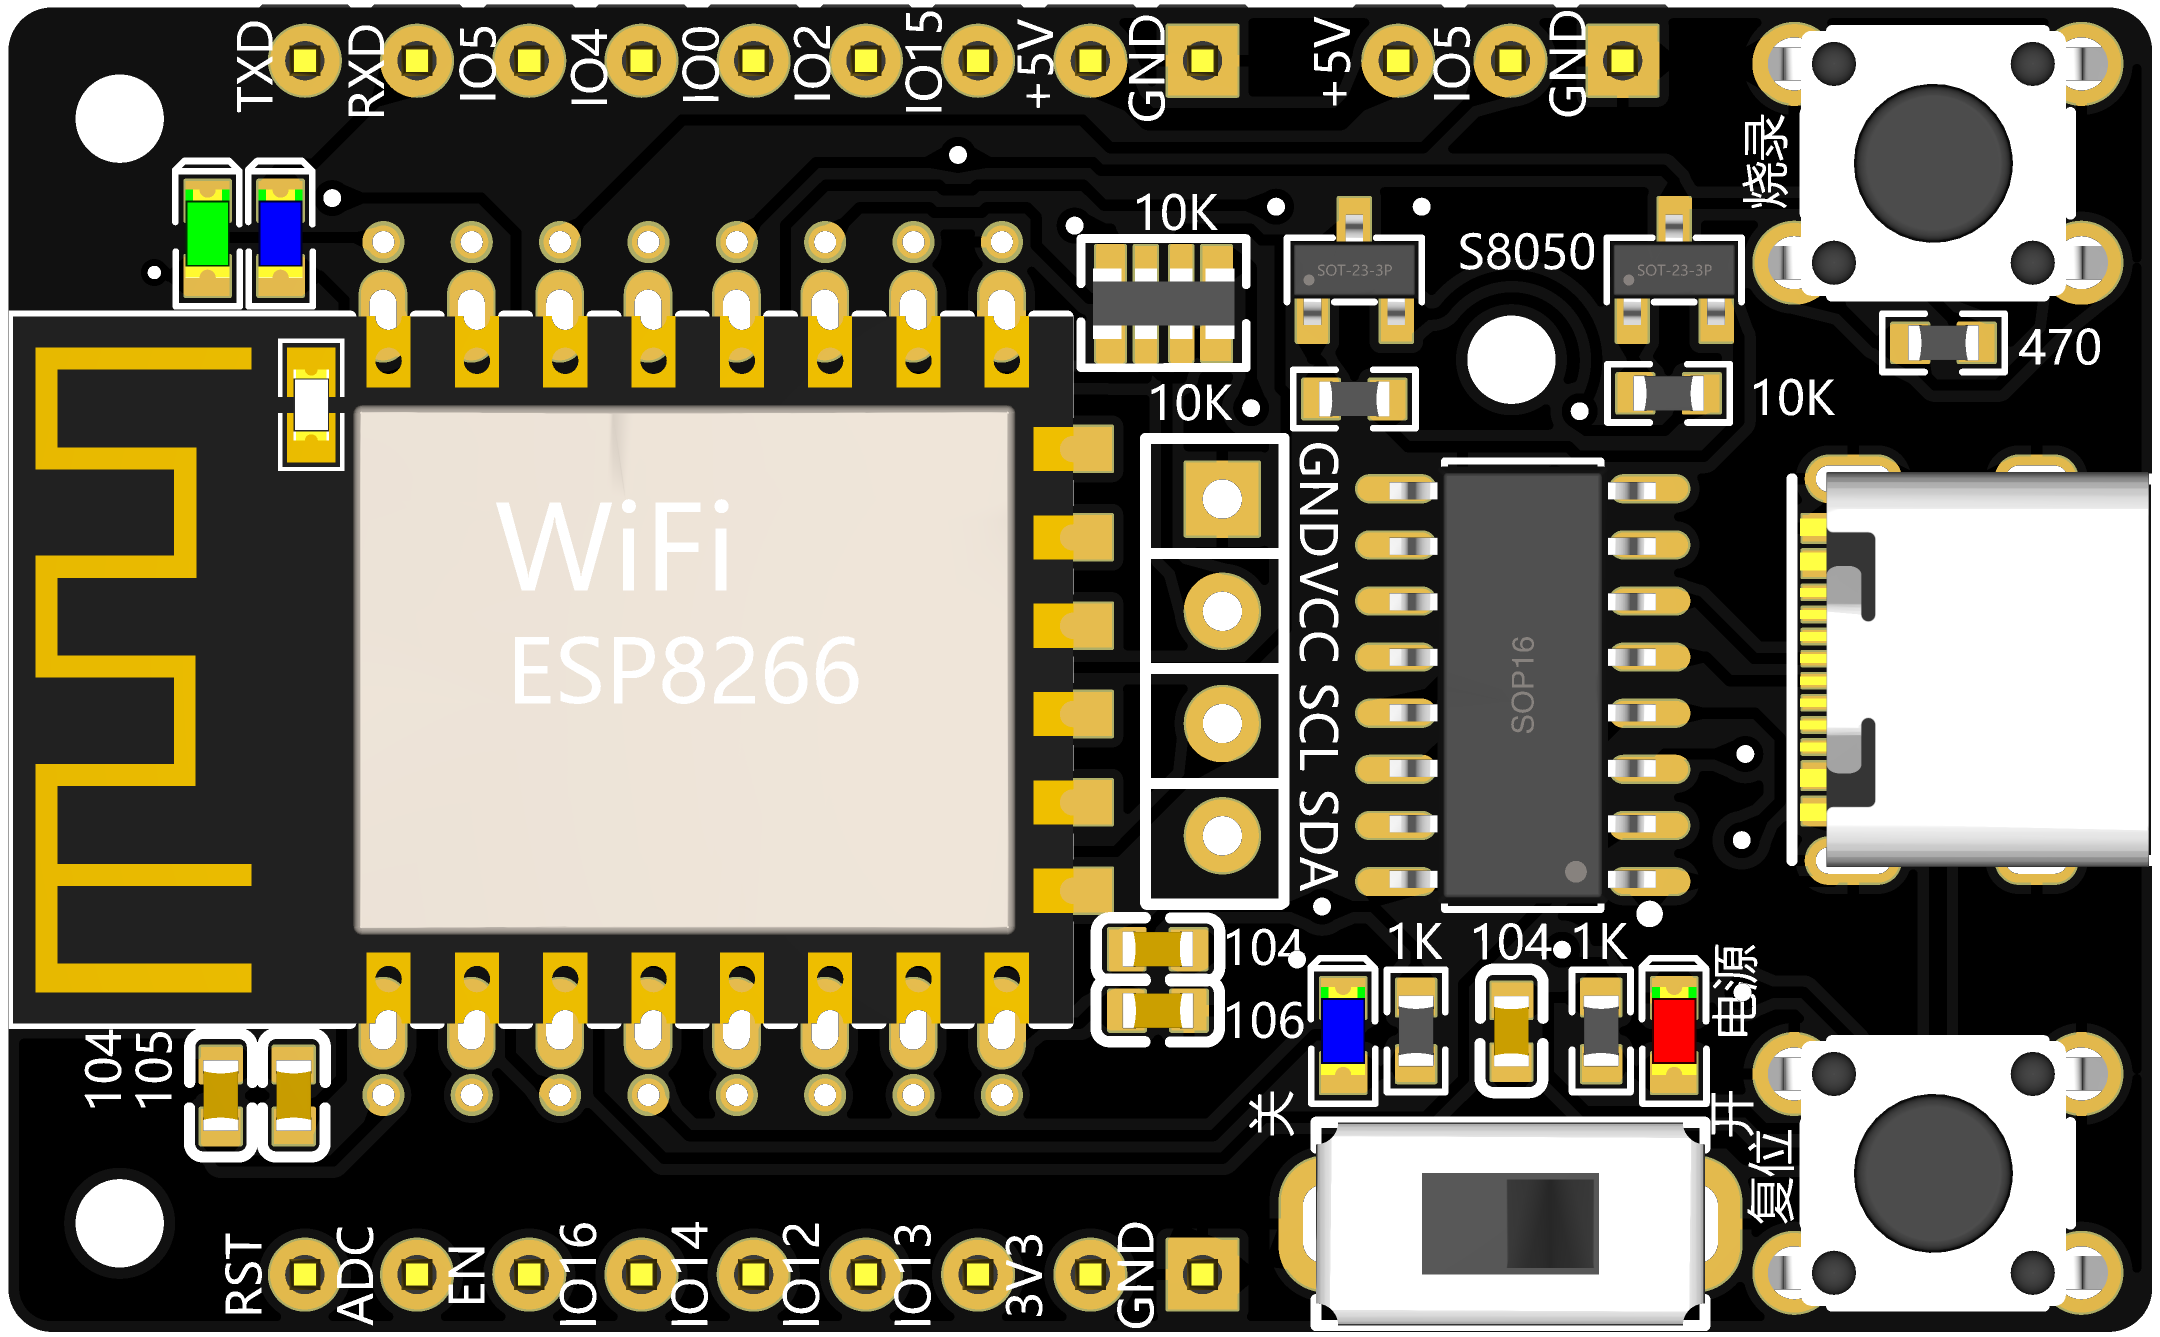 TXD
RXD
IO5
IO4
IO0
IO2
IO15
+5V
GND
+5V
IO5
GND
烧录
10K
SOT-23-3P
S8050
SOT-23-3P
470
10K
10K
WiFi
ESP8266
GND
VCC
SCL
SDA
SOP16
104
106
1K
104
1K
电源
104
105
关
开
复位
RST
ADC
EN
IO16
IO14
IO12
IO13
3V3
GND